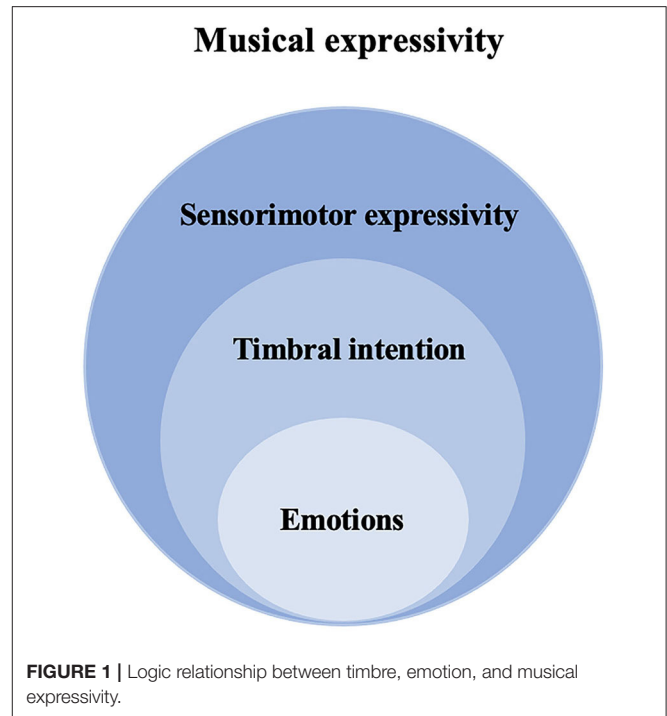 Musical expressivity
Sensorimotor expressivity
Timbral intention
Emotions
FIGURE 1 | Logic relationship between timbre, emotion, and musical
expressivity.